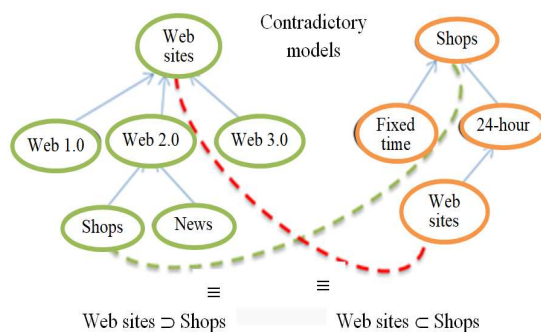 Contradictory
models
Web
sites
Shops
Web 1.0
Web 2.0
Web 3.0
Fixed
time
24-hour
Shops
News
Web
sites
≡
≡
Web sites ⊃ Shops
Web sites ⊂ Shops